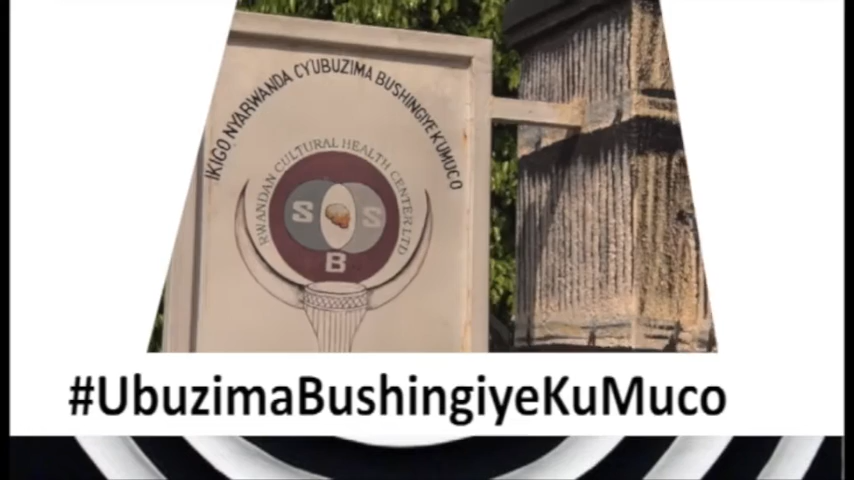 IKIGO NYARWANDA CYUBUZIMA BUSHINGIYE KUMUCO
RWANDAN CULTURAL HEALTH CENTER LTD
S S
B
#UbuzimaBushingiyeKuMuco